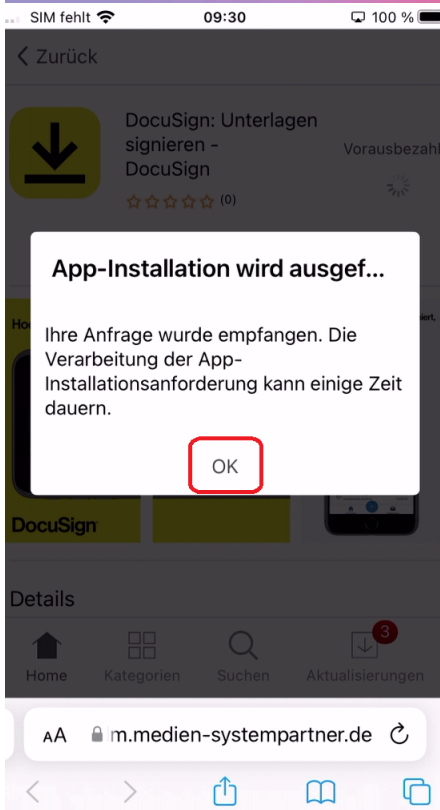 SIM fehlt 09:30 100 %
Zurück
DocuSign: Unterlagen
signieren -
DocuSign
Vorausbezahl
(0)
App-Installation wird ausgef...
Ihre Anfrage wurde empfangen. Die
Verarbeitung der App-
Installationsanforderung kann einige Zeit
dauern.
OK
DocuSign
Details
3
Home Kategorien Suchen Aktualisierungen
AA m.medien-systempartner.de